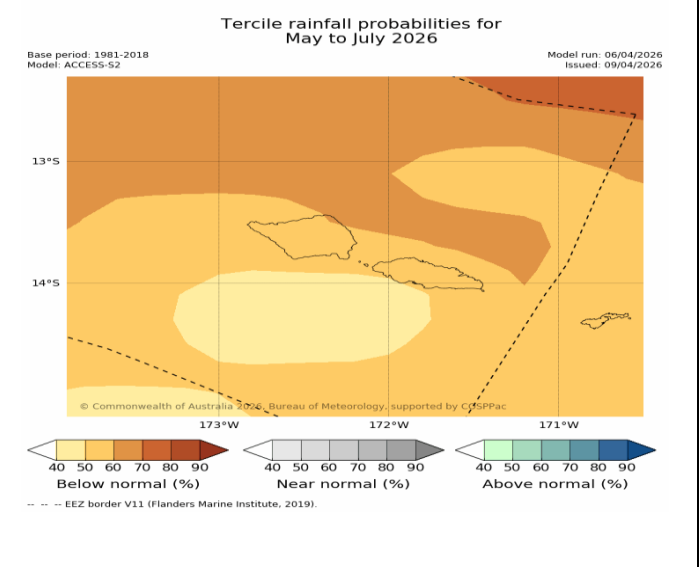 Tercile rainfall probabilities for
May to July 2026
Base period: 1981-2018
Model: ACCESS-S2
Model run: 06/04/2026
Issued: 09/04/2026
13°S
14°S
© Commonwealth of Australia 2026, Bureau of Meteorology, supported by COSPPac
173°W 172°W 171°W
40 50 60 70 80 90 40 50 60 70 80 90 40 50 60 70 80 90
Below normal (%) Near normal (%) Above normal (%)
-- -- -- EEZ border V11 (Flanders Marine Institute, 2019).